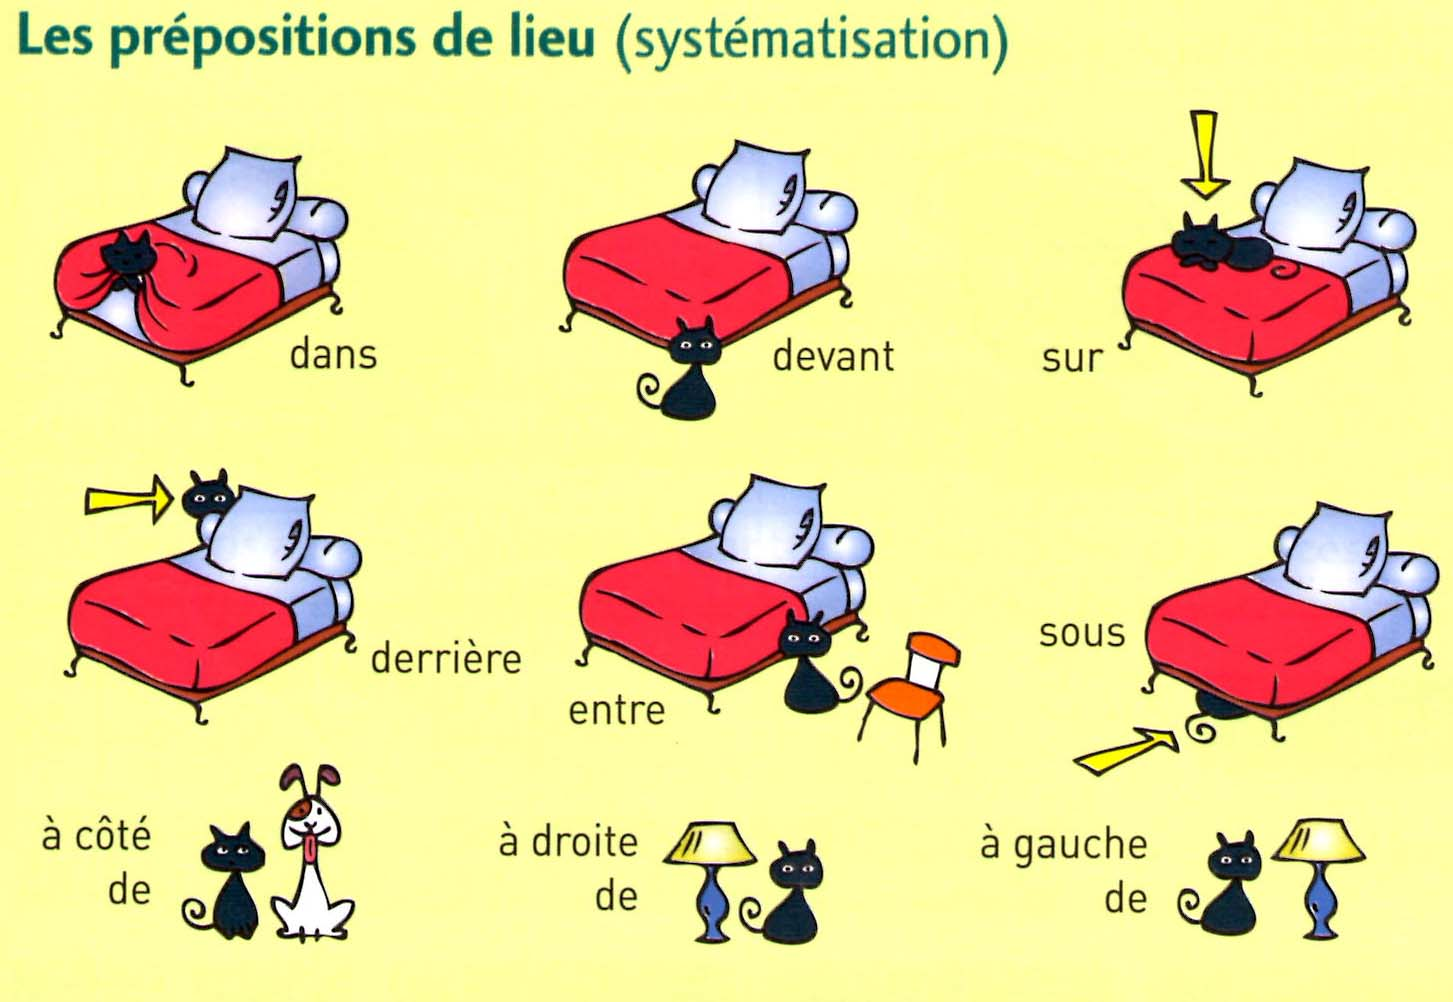 Les prépositions de lieu (systématisation)
dans
devant
sur
derrière
entre
sous
à côté
de
à droite
de
à gauche
de